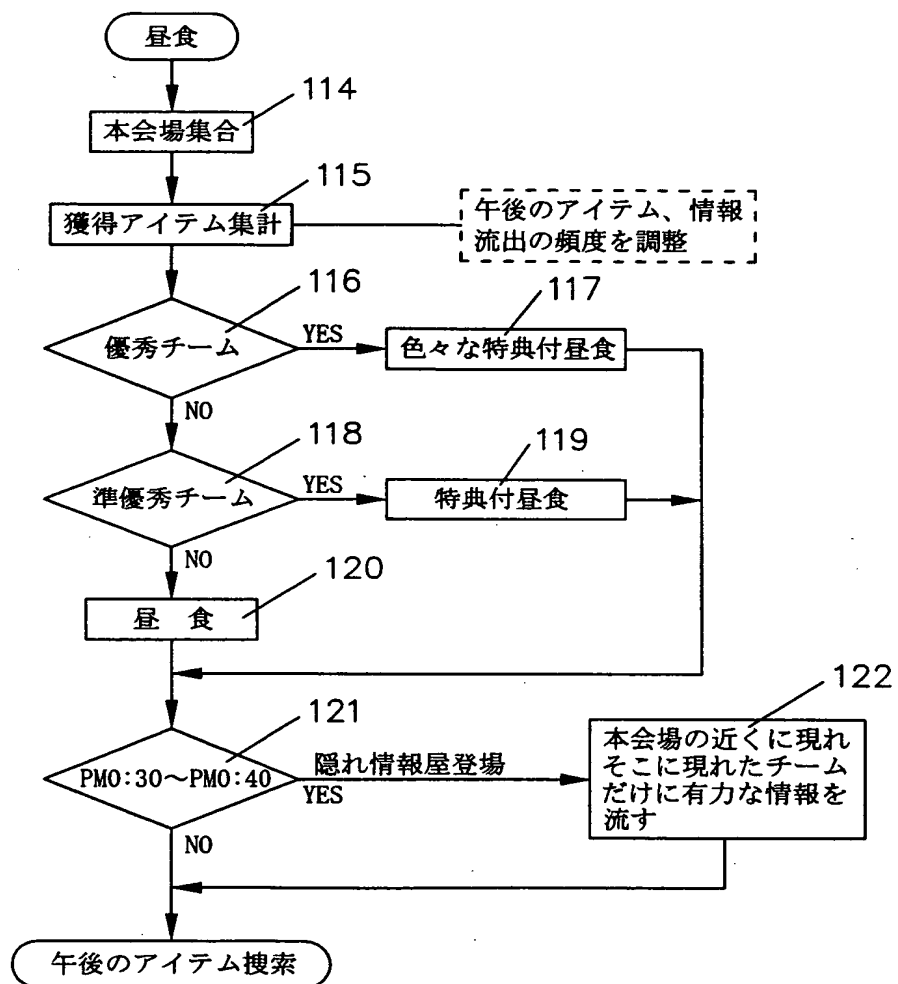 昼食
114
本会場集合
115
獲得アイテム集計
午後のアイテム、情報
流出の頻度を調整
116
優秀チーム
YES
117
色々な特典付昼食
NO
118
準優秀チーム
YES
119
特典付昼食
NO
120
昼　食
121
PM0:30〜PM0:40
隠れ情報屋登場
YES
122
本会場の近くに現れ
そこに現れたチーム
だけに有力な情報を
流す
NO
午後のアイテム捜索